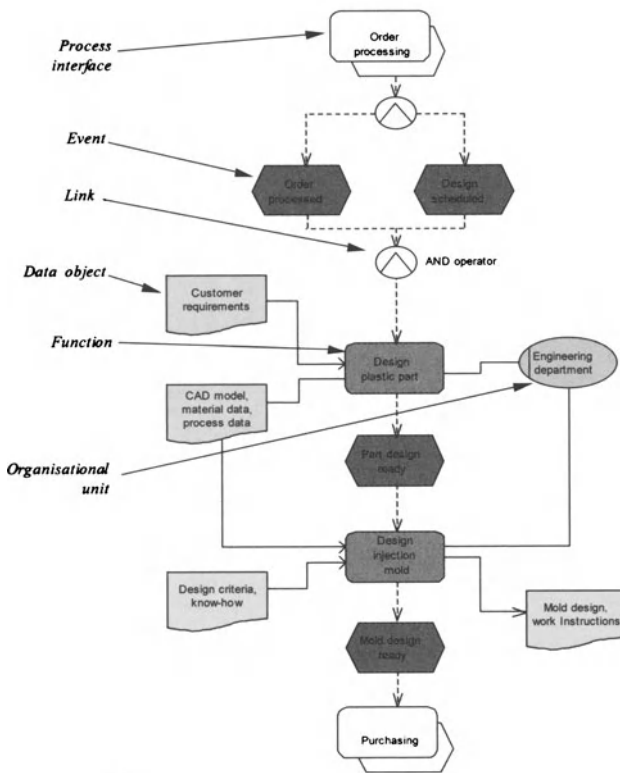 Process
interface
Order
processing
Event
Order
processed
Design
scheduled
Link
AND operator
Data object
Customer
requirements
Function
Design
plastic part
Engineering
department
CAD model,
material data,
process data
Organisational
unit
Part design
ready
Design
injection
mold
Design criteria,
know-how
Mold design,
work Instructions
Mold design
ready
Purchasing